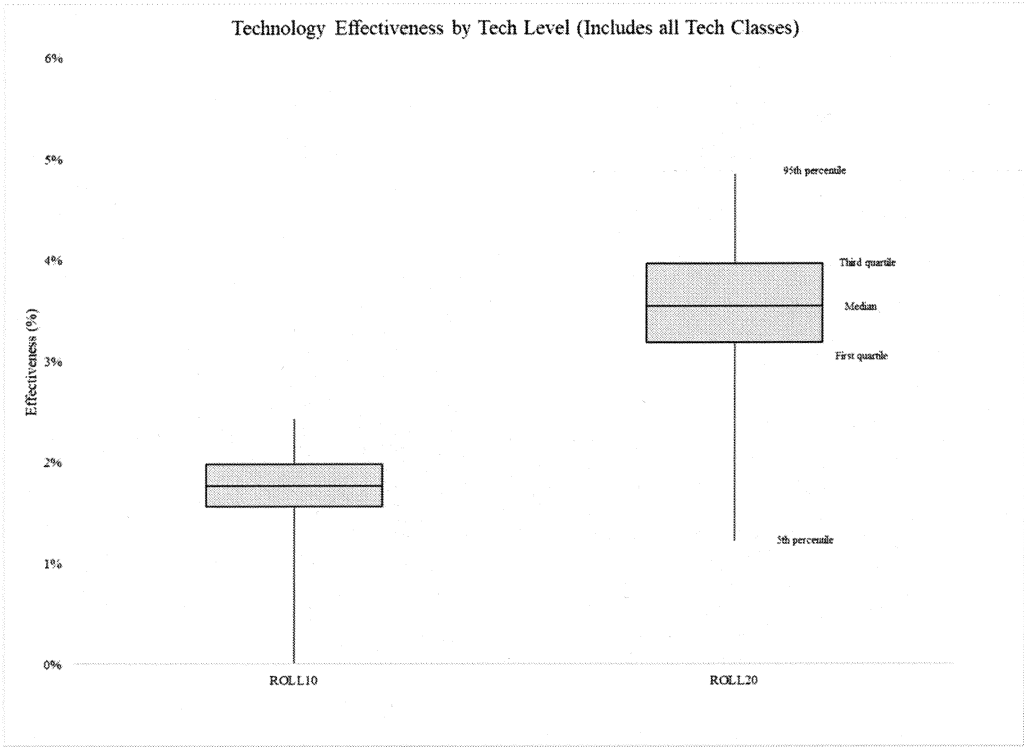 Technology Effectiveness by Tech Level (Includes all Tech Classes)
6%
5%
95th percentile
4%
Third quartile
Median
Effectiveness (%)
3%
First quartile
2%
5th percentile
1%
0%
ROLL10
ROLL20